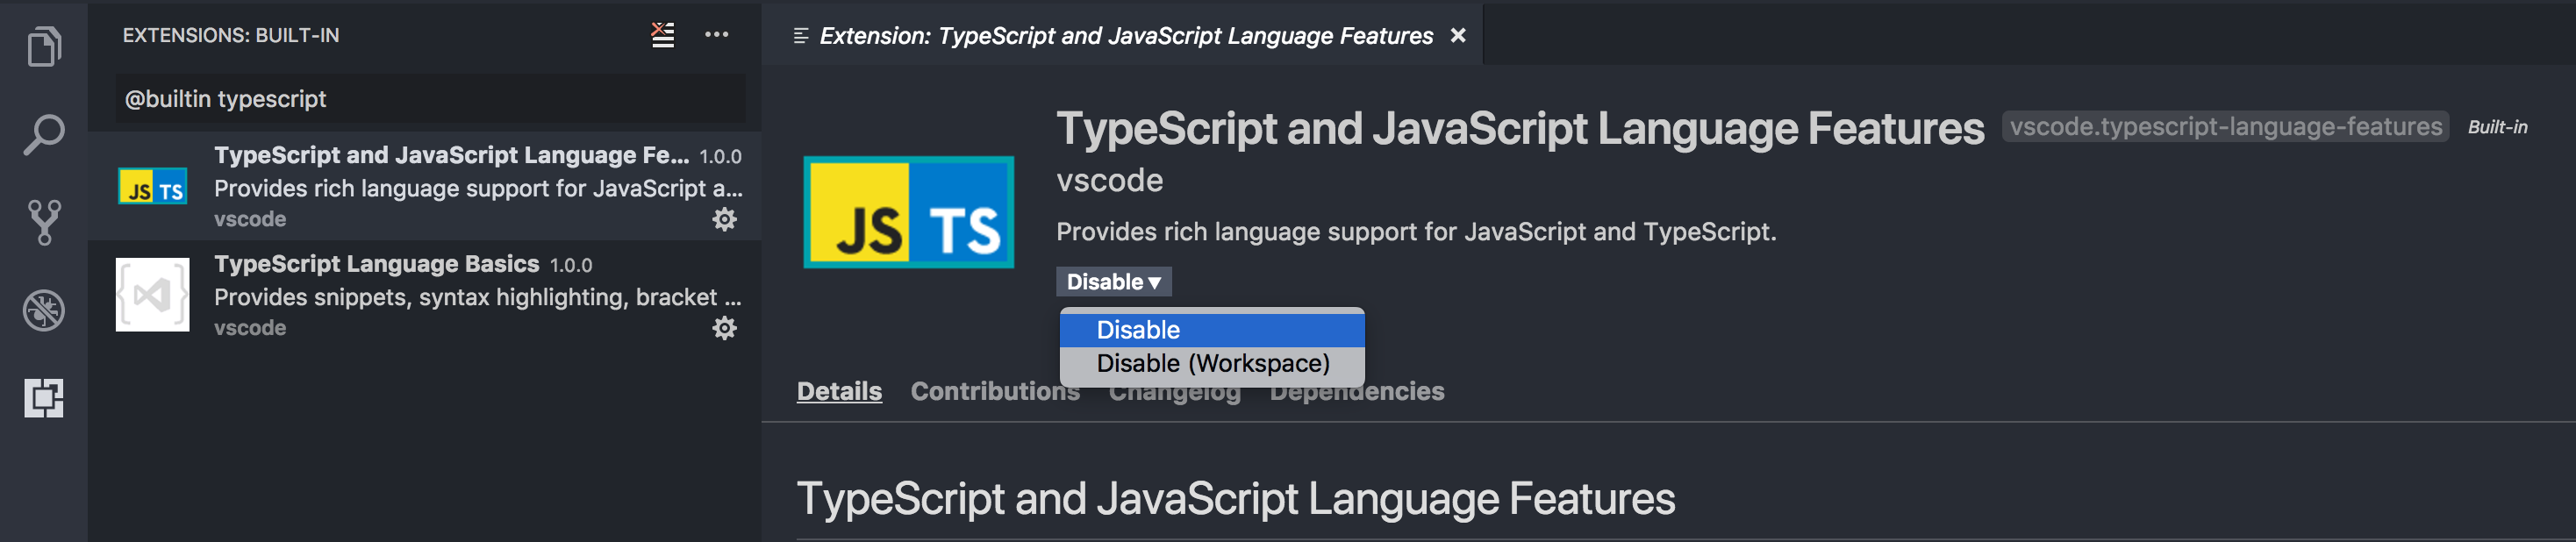 EXTENSIONS: BUILT-IN
@builtin typescript
JS TS
TypeScript and JavaScript Language Fe... 1.0.0
Provides rich language support for JavaScript a...
vscode
TypeScript Language Basics 1.0.0
Provides snippets, syntax highlighting, bracket ...
vscode
Extension: TypeScript and JavaScript Language Features
JS TS
TypeScript and JavaScript Language Features vscode.typescript-language-features Built-in
vscode
Provides rich language support for JavaScript and TypeScript.
Disable
Disable
Disable (Workspace)
Details Contributions Changelog Dependencies
TypeScript and JavaScript Language Features